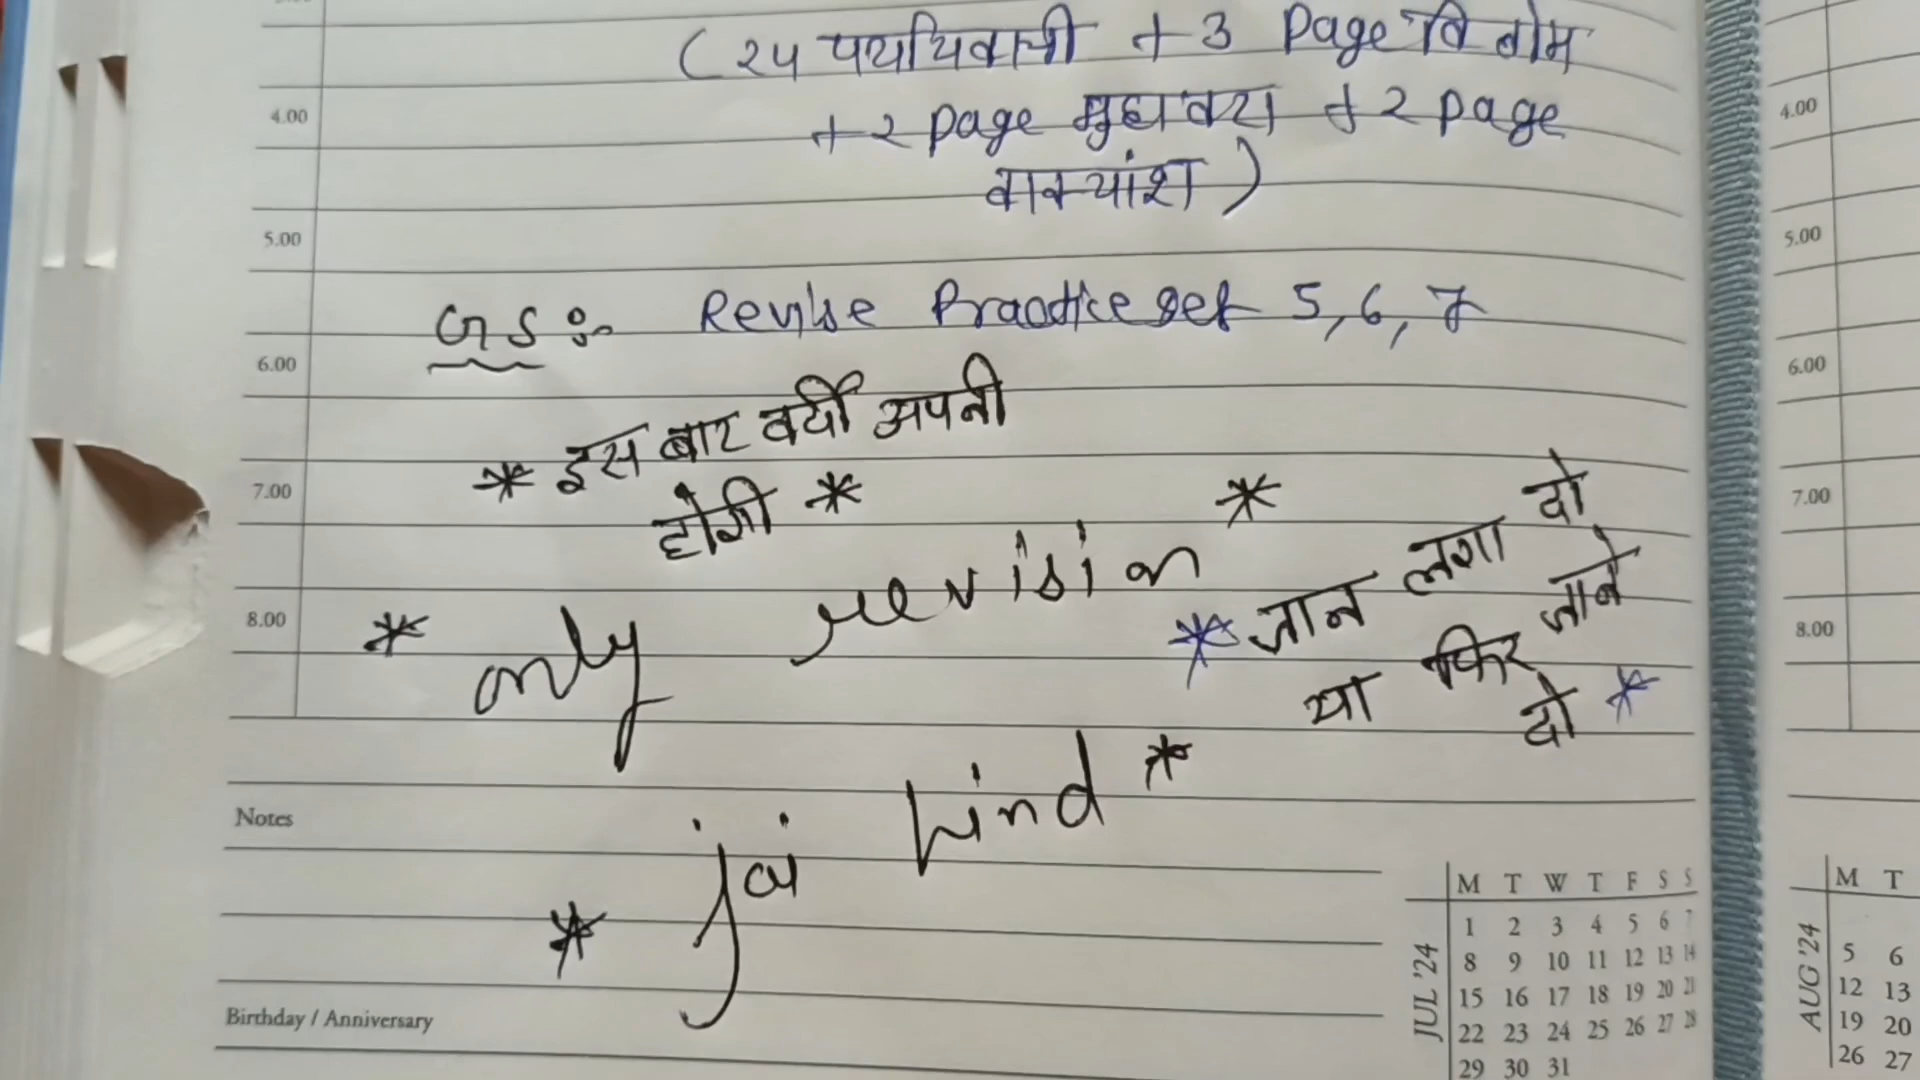 (24 पर्यायवाची + 3 Page विलोम
+ 2 Page मुहावरा + 2 Page
वाक्यांश)
GS :- Revise Practice set 5, 6, 7
* इस बार वर्दी अपनी
होगी *
* only revision *
* जान लगा दो
या फिर जाने
दो *
* jai hind *
4.00
5.00
6.00
7.00
8.00
Notes
Birthday / Anniversary
JUL '24
M T W T F S S
1 2 3 4 5 6 7
8 9 10 11 12 13 14
15 16 17 18 19 20 21
22 23 24 25 26 27 28
29 30 31
4.00
5.00
6.00
7.00
8.00
AUG '24
M T
5 6
12 13
19 20
26 27